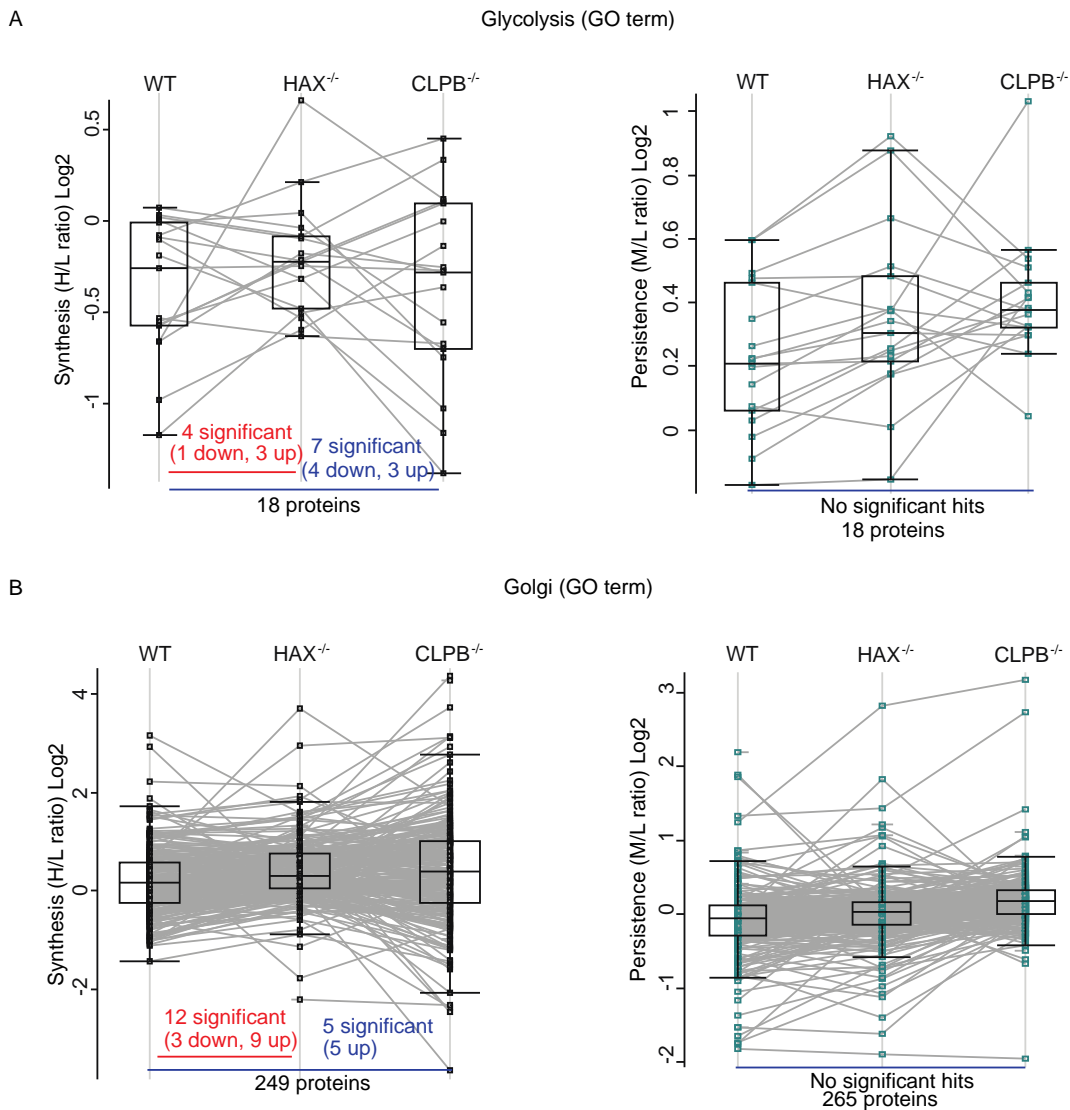 A
Glycolysis (GO term)
WT
HAX-/-
CLPB-/-
Synthesis (H/L ratio) Log2
0.5
0
-0.5
-1
4 significant
(1 down, 3 up)
7 significant
(4 down, 3 up)
18 proteins
WT
HAX-/-
CLPB-/-
Persistence (M/L ratio) Log2
1
0.8
0.6
0.4
0.2
0
No significant hits
18 proteins
B
Golgi (GO term)
WT
HAX-/-
CLPB-/-
Synthesis (H/L ratio) Log2
4
2
0
-2
12 significant
(3 down, 9 up)
5 significant
(5 up)
249 proteins
WT
HAX-/-
CLPB-/-
Persistence (M/L ratio) Log2
3
2
1
0
-1
-2
No significant hits
265 proteins